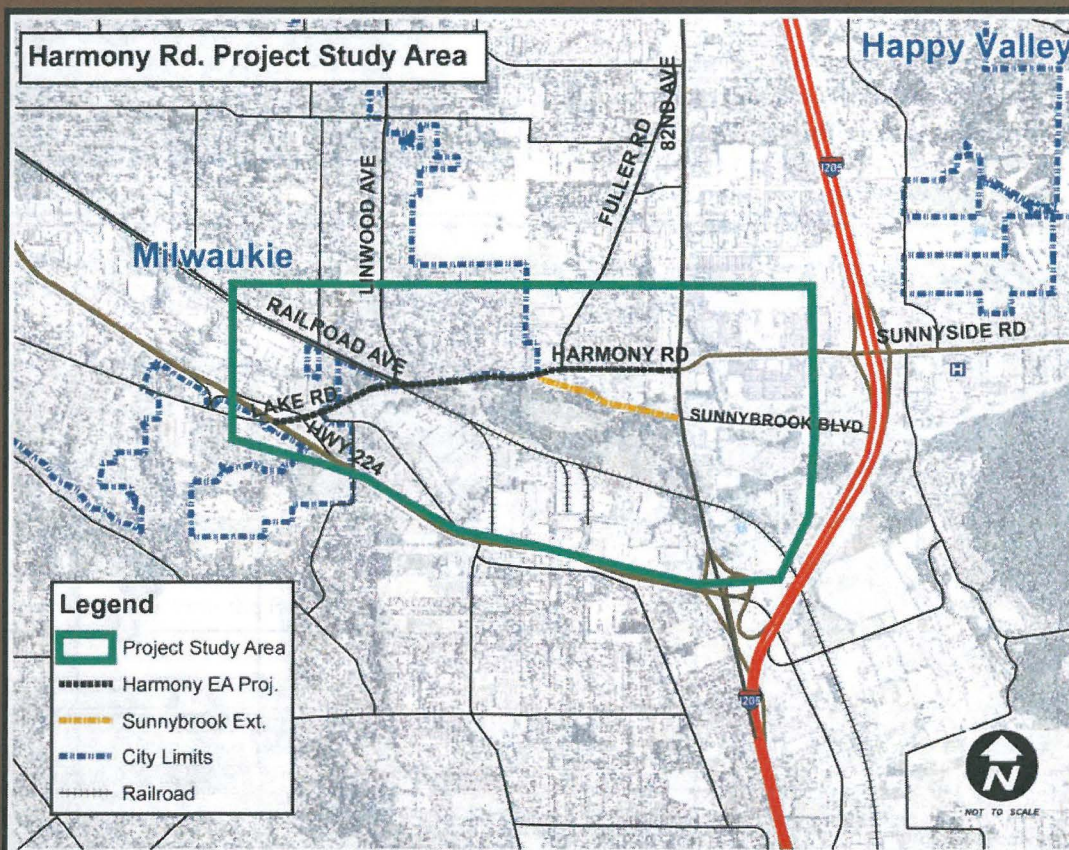 Harmony Rd. Project Study Area
Happy Valley
82ND AVE
FULLER RD
LINWOOD AVE
I205
Milwaukie
RAILROAD AVE
SUNNYSIDE RD
HARMONY RD
H
LAKE RD
SUNNYBROOK BLVD
HWY 224
Legend
Project Study Area
Harmony EA Proj.
Sunnybrook Ext.
City Limits
Railroad
I205
N
NOT TO SCALE